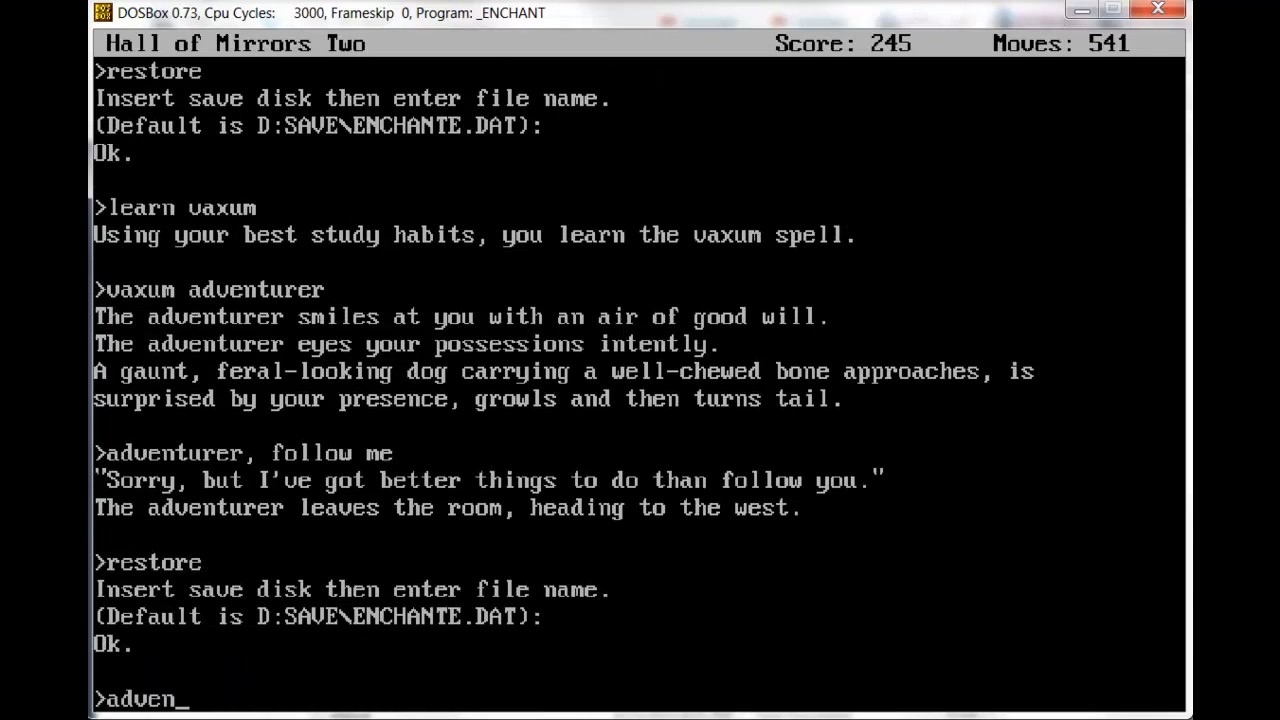 DOSBox 0.73, Cpu Cycles: 3000, Frameskip 0, Program: _ENCHANT
Hall of Mirrors Two Score: 245 Moves: 541
>restore
Insert save disk then enter file name.
(Default is D:SAVE\ENCHANTE.DAT):
Ok.
>learn vaxum
Using your best study habits, you learn the vaxum spell.
>vaxum adventurer
The adventurer smiles at you with an air of good will.
The adventurer eyes your possessions intently.
A gaunt, feral-looking dog carrying a well-chewed bone approaches, is
surprised by your presence, growls and then turns tail.
>adventurer, follow me
"Sorry, but I've got better things to do than follow you."
The adventurer leaves the room, heading to the west.
>restore
Insert save disk then enter file name.
(Default is D:SAVE\ENCHANTE.DAT):
Ok.
>adven_